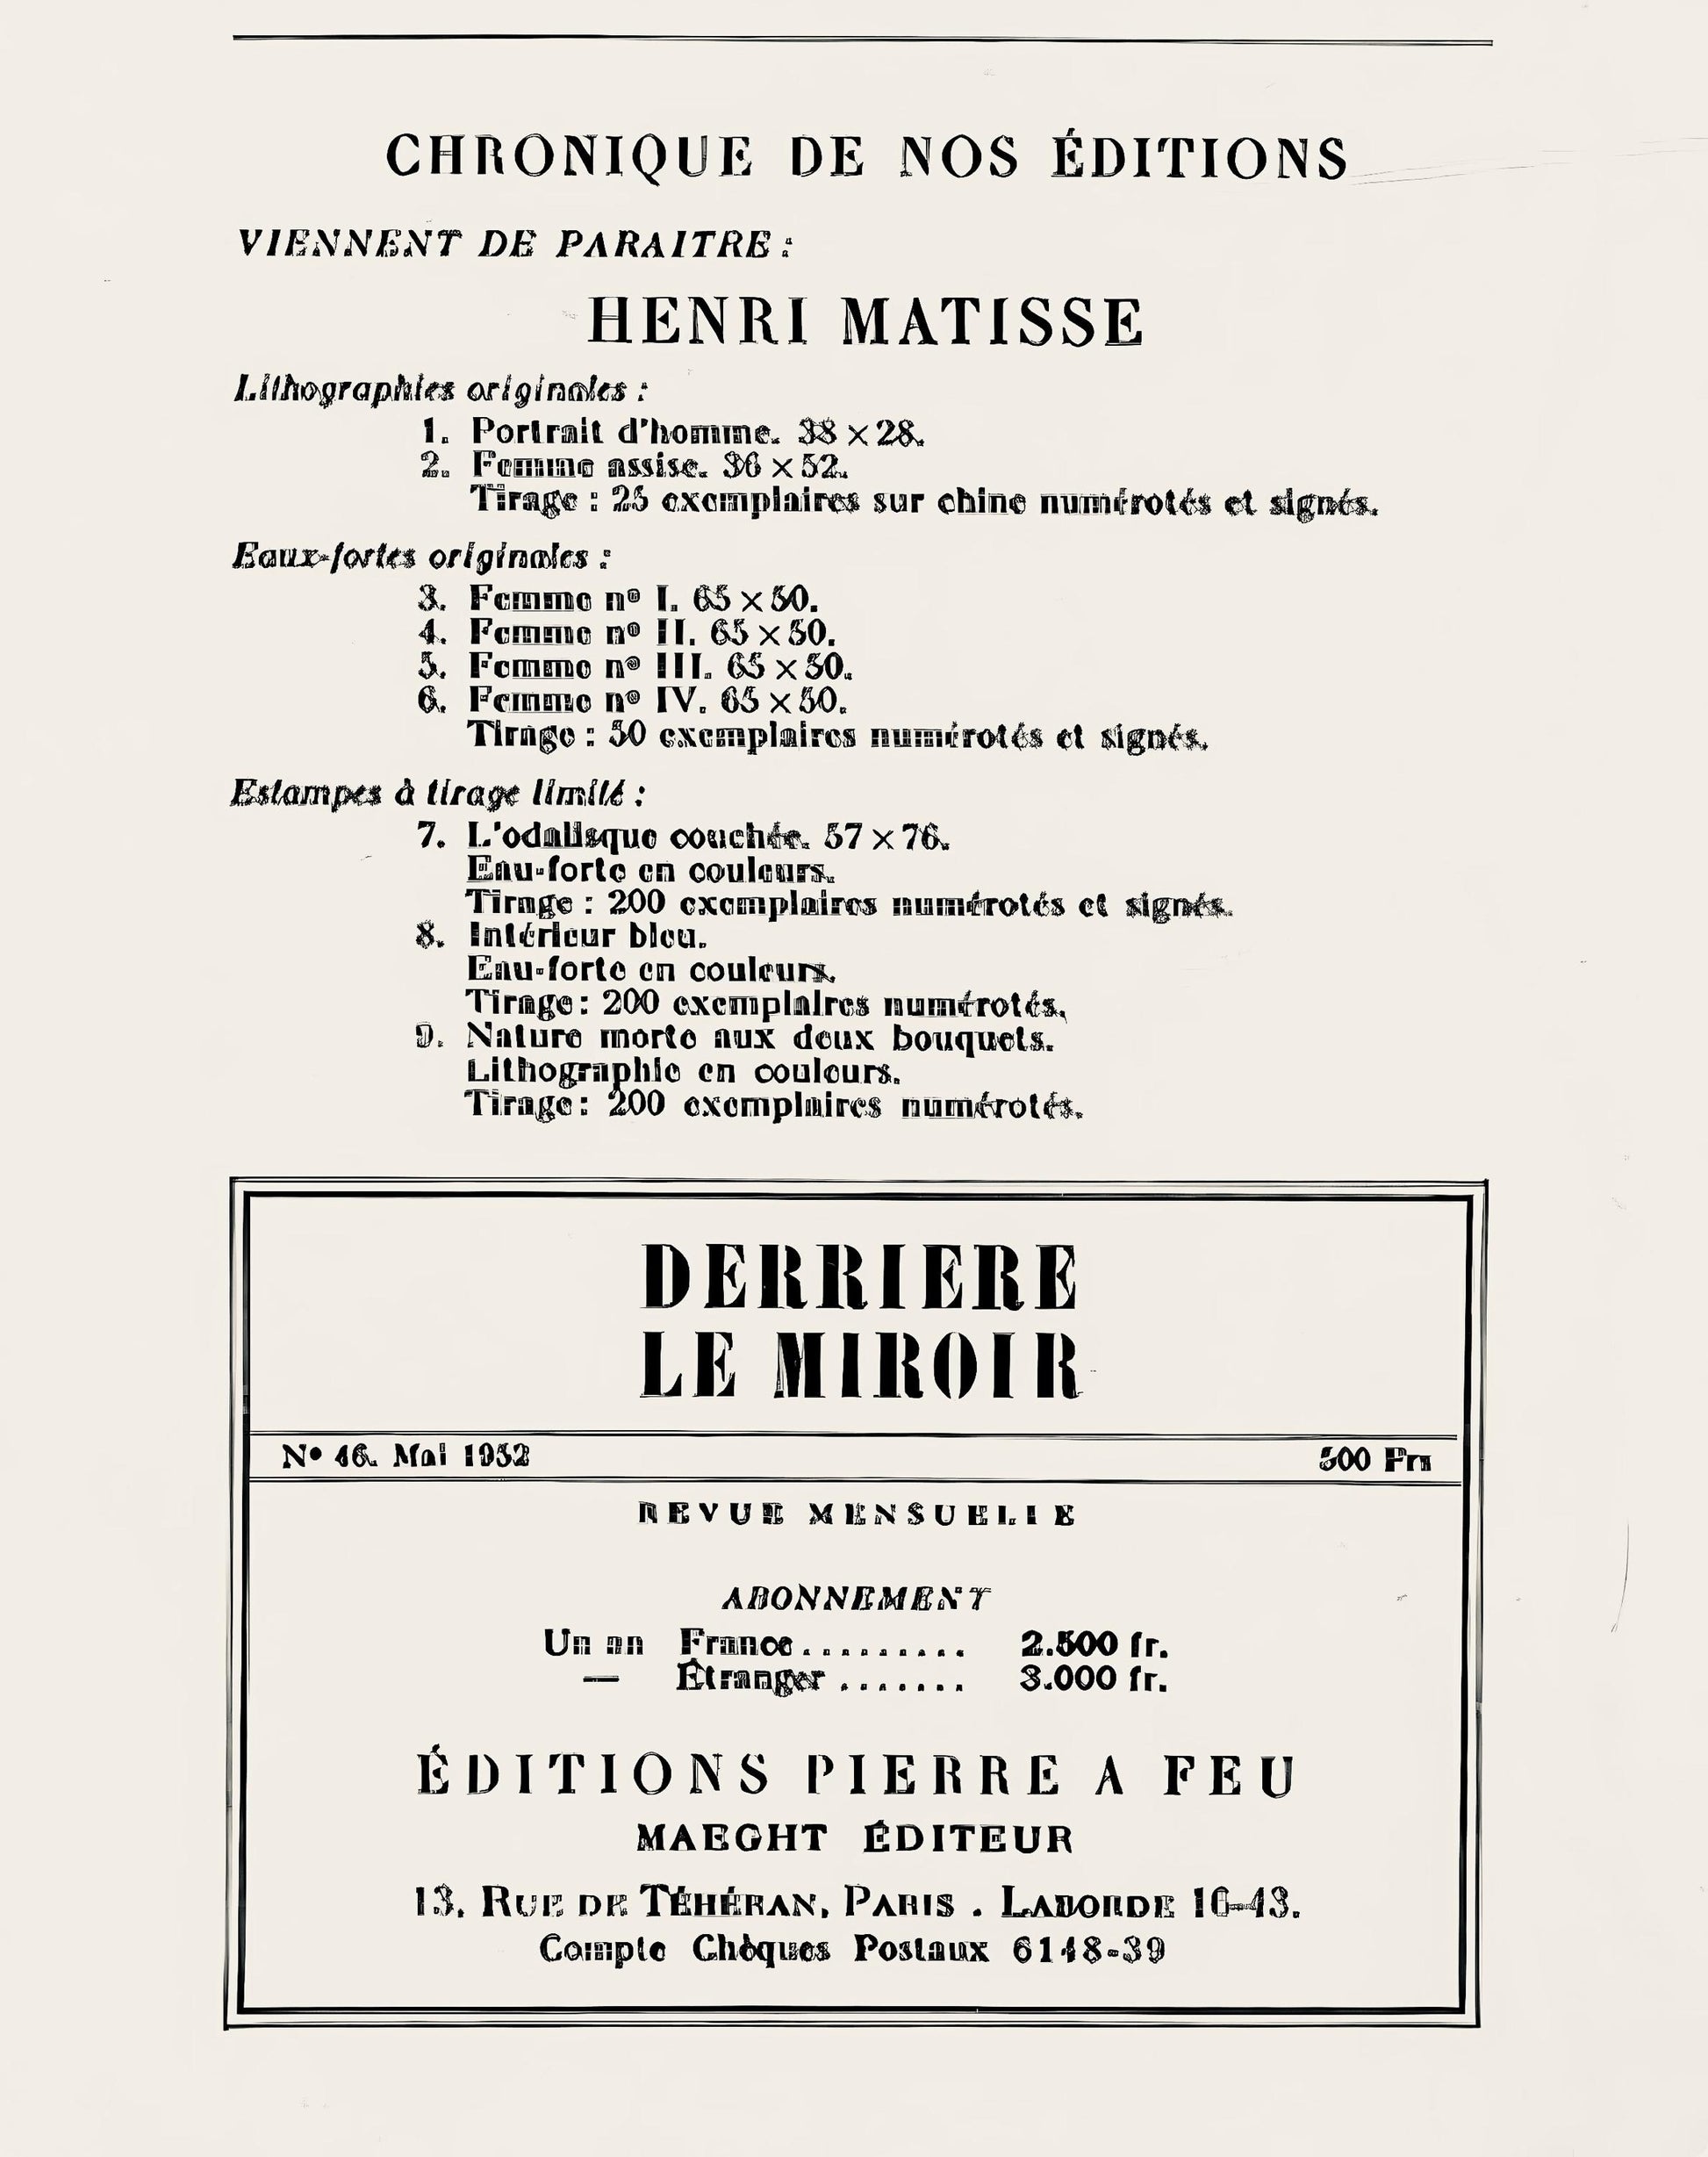 CHRONIQUE DE NOS ÉDITIONS
VIENNENT DE PARAITRE :
HENRI MATISSE
Lithographies originales :
1. Portrait d'homme. 38 × 28.
2. Femme assise. 36 × 52.
Tirage : 25 exemplaires sur chine numérotés et signés.
Eaux-fortes originales :
3. Femme nº I. 65 × 50.
4. Femme nº II. 65 × 50.
5. Femme nº III. 65 × 50.
6. Femme nº IV. 65 × 50.
Tirage : 50 exemplaires numérotés et signés.
Estampes à tirage limité :
7. L'odalisque couchée. 57 × 76.
Eau-forte en couleurs.
Tirage : 200 exemplaires numérotés et signés.
8. Intérieur bleu.
Eau-forte en couleurs.
Tirage : 200 exemplaires numérotés.
9. Nature morte aux deux bouquets.
Lithographie en couleurs.
Tirage : 200 exemplaires numérotés.
DERRIERE
LE MIROIR
Nº 46. Mai 1952 500 Frs
REVUE MENSUELLE
ABONNEMENT
Un an France......... 2.500 fr.
— Étranger ....... 3.000 fr.
ÉDITIONS PIERRE A FEU
MAEGHT ÉDITEUR
13, RUE DE TÉHÉRAN, PARIS . LABORDE 16-43.
Compte Chèques Postaux 6148-39